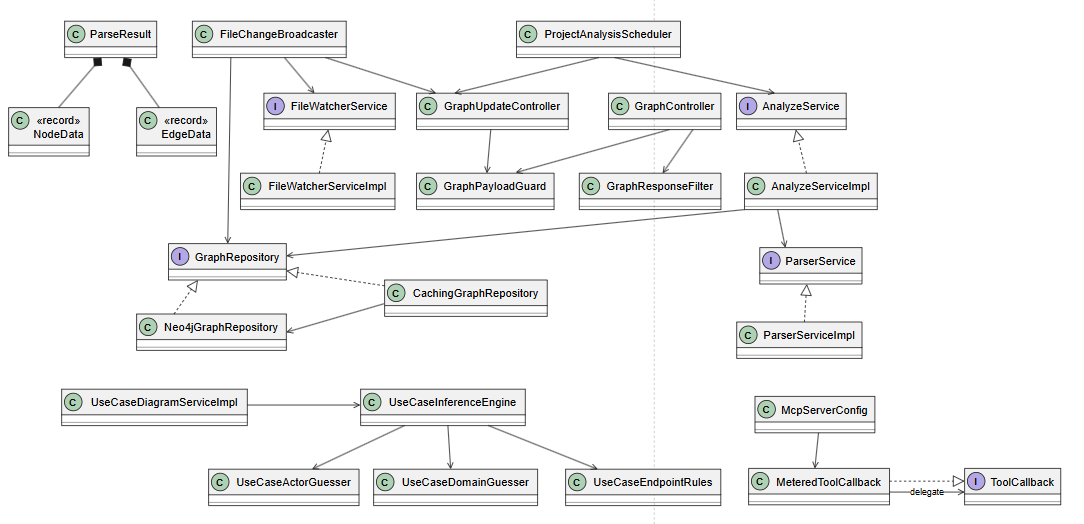 C ParseResult
C FileChangeBroadcaster
C ProjectAnalysisScheduler
C «record»
NodeData
C «record»
EdgeData
I FileWatcherService
C GraphUpdateController
C GraphController
I AnalyzeService
C FileWatcherServiceImpl
C GraphPayloadGuard
C GraphResponseFilter
C AnalyzeServiceImpl
I GraphRepository
I ParserService
C CachingGraphRepository
C Neo4jGraphRepository
C ParserServiceImpl
C UseCaseDiagramServiceImpl
C UseCaseInferenceEngine
C McpServerConfig
C UseCaseActorGuesser
C UseCaseDomainGuesser
C UseCaseEndpointRules
C MeteredToolCallback
delegate
I ToolCallback